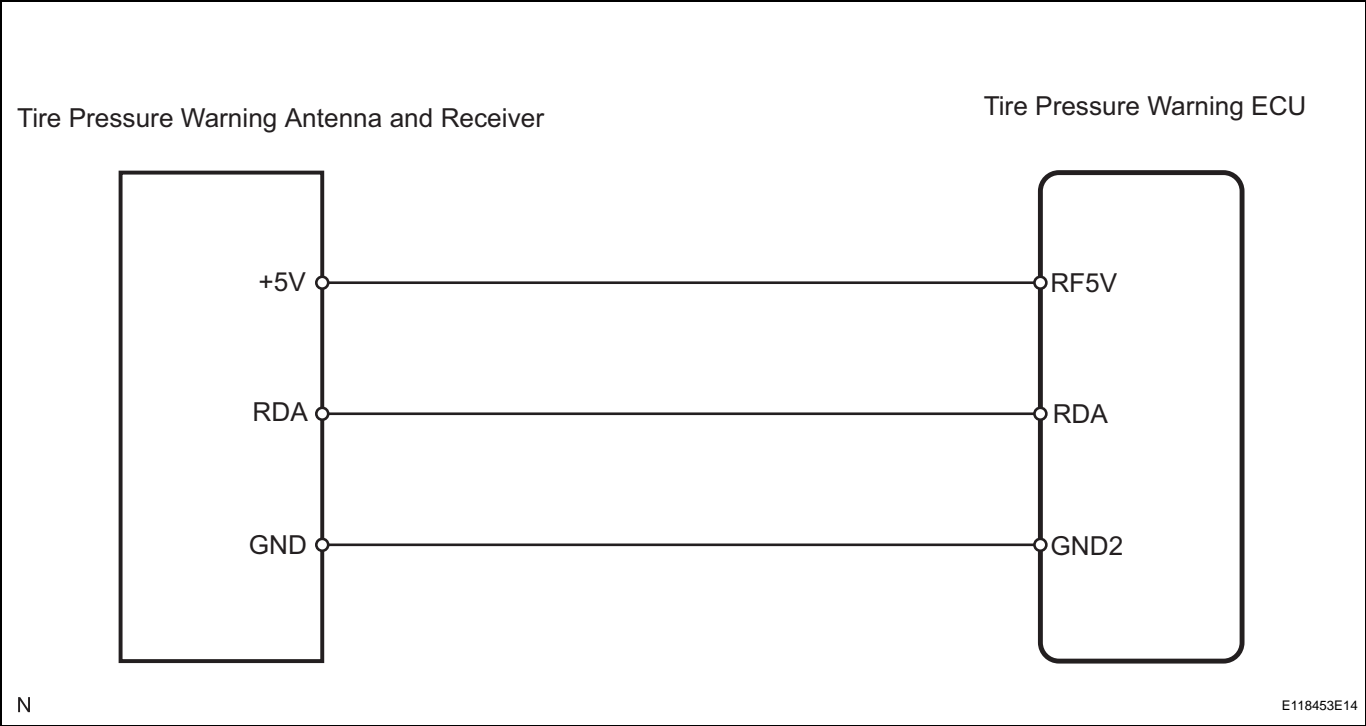 Tire Pressure Warning Antenna and Receiver
Tire Pressure Warning ECU
+5V
RF5V
RDA
RDA
GND
GND2
N
E118453E14